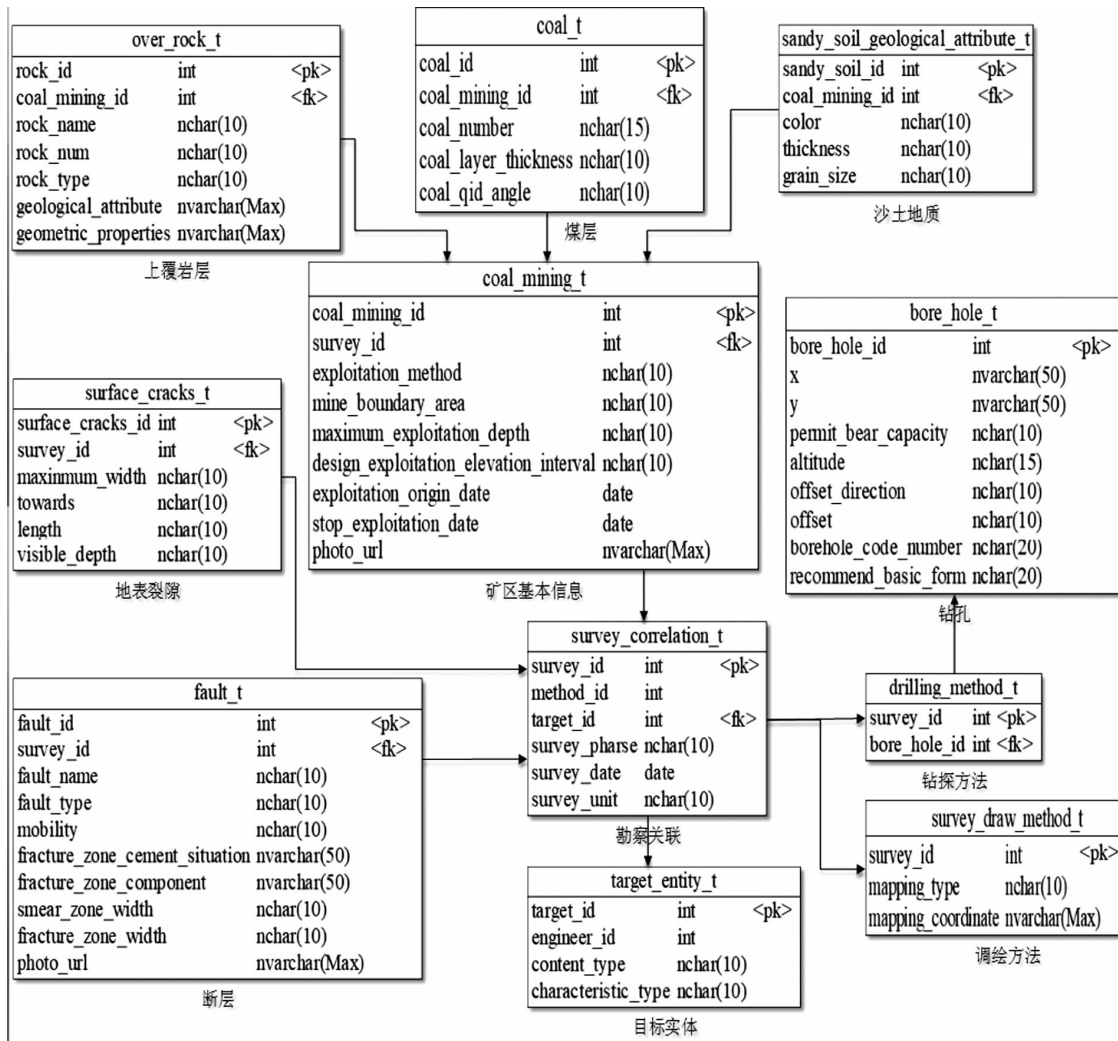 over_rock_t
rock_id int <pk>
coal_mining_id int <fk>
rock_name nchar(10)
rock_num nchar(10)
rock_type nchar(10)
geological_attribute nvarchar(Max)
geometric_properties nvarchar(Max)
上覆岩层
coal_t
coal_id int <pk>
coal_mining_id int <fk>
coal_number nchar(15)
coal_layer_thickness nchar(10)
coal_qid_angle nchar(10)
煤层
sandy_soil_geological_attribute_t
sandy_soil_id int <pk>
coal_mining_id int <fk>
color nchar(10)
thickness nchar(10)
grain_size nchar(10)
沙土地质
coal_mining_t
coal_mining_id int <pk>
survey_id int <fk>
exploitation_method nchar(10)
mine_boundary_area nchar(10)
maximum_exploitation_depth nchar(10)
design_exploitation_elevation_interval nchar(10)
exploitation_origin_date date
stop_exploitation_date date
photo_url nvarchar(Max)
矿区基本信息
bore_hole_t
bore_hole_id int <pk>
x nvarchar(50)
y nvarchar(50)
permit_bear_capacity nchar(10)
altitude nchar(15)
offset_direction nchar(10)
offset nchar(10)
borehole_code_number nchar(20)
recommend_basic_form nchar(20)
钻孔
surface_cracks_t
surface_cracks_id int <pk>
survey_id int <fk>
maxinmum_width nchar(10)
towards nchar(10)
length nchar(10)
visible_depth nchar(10)
地表裂隙
survey_correlation_t
survey_id int <pk>
method_id int
target_id int <fk>
survey_pharse nchar(10)
survey_date date
survey_unit nchar(10)
勘察关联
drilling_method_t
survey_id int <pk>
bore_hole_id int <fk>
钻探方法
fault_t
fault_id int <pk>
survey_id int <fk>
fault_name nchar(10)
fault_type nchar(10)
mobility nchar(10)
fracture_zone_cement_situation nvarchar(50)
fracture_zone_component nvarchar(50)
smear_zone_width nchar(10)
fracture_zone_width nchar(10)
photo_url nvarchar(Max)
断层
survey_draw_method_t
survey_id int <pk>
mapping_type nchar(10)
mapping_coordinate nvarchar(Max)
调绘方法
target_entity_t
target_id int <pk>
engineer_id int
content_type nchar(10)
characteristic_type nchar(10)
目标实体